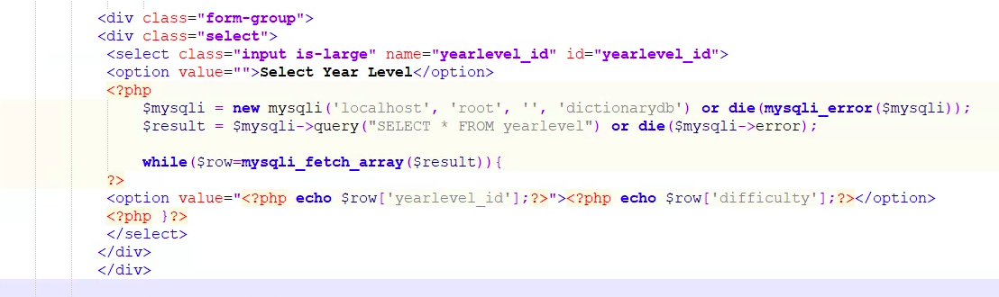 <div class="form-group">
<div class="select">
<select class="input is-large" name="yearlevel_id" id="yearlevel_id">
<option value="">Select Year Level</option>
<?php
$mysqli = new mysqli('localhost', 'root', '', 'dictionarydb') or die(mysqli_error($mysqli));
$result = $mysqli->query("SELECT * FROM yearlevel") or die($mysqli->error);
while($row=mysqli_fetch_array($result)){
?>
<option value="<?php echo $row['yearlevel_id'];?>"><?php echo $row['difficulty'];?></option>
<?php }?>
</select>
</div>
</div>